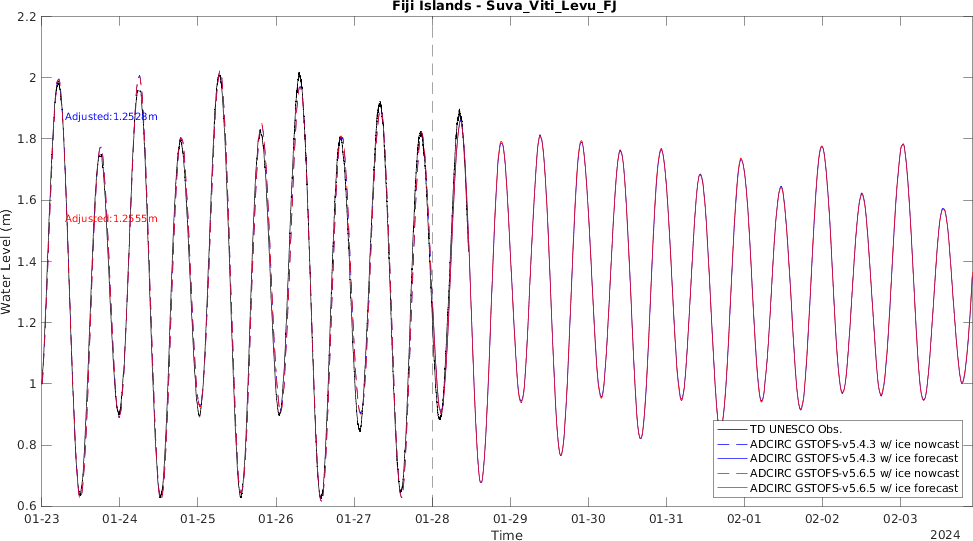 Fiji Islands - Suva_Viti_Levu_FJ
2.2
2
1.8
1.6
1.4
1.2
1
0.8
0.6
Water Level (m)
Adjusted:1.2528m
Adjusted:1.2555m
TD UNESCO Obs.
ADCIRC GSTOFS-v5.4.3 w/ ice nowcast
ADCIRC GSTOFS-v5.4.3 w/ ice forecast
ADCIRC GSTOFS-v5.6.5 w/ ice nowcast
ADCIRC GSTOFS-v5.6.5 w/ ice forecast
01-23 01-24 01-25 01-26 01-27 01-28 01-29 01-30 01-31 02-01 02-02 02-03
Time
2024